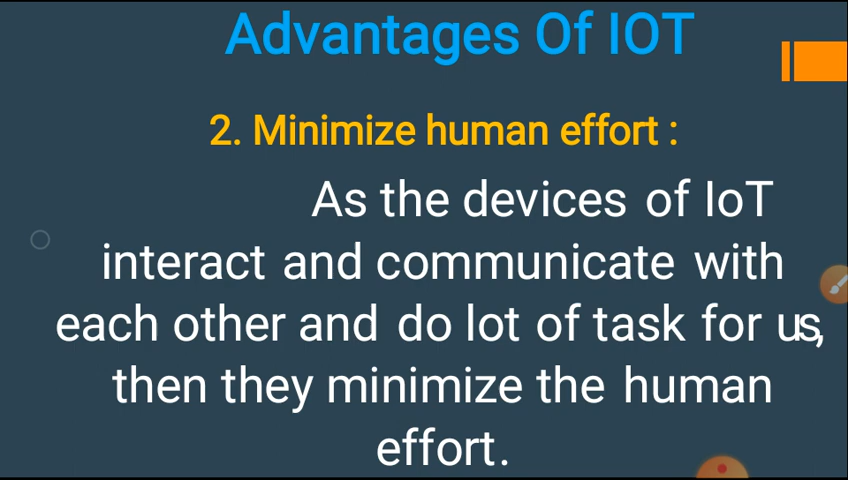 Advantages Of IOT
2. Minimize human effort :
As the devices of IoT
interact and communicate with
each other and do lot of task for us,
then they minimize the human
effort.